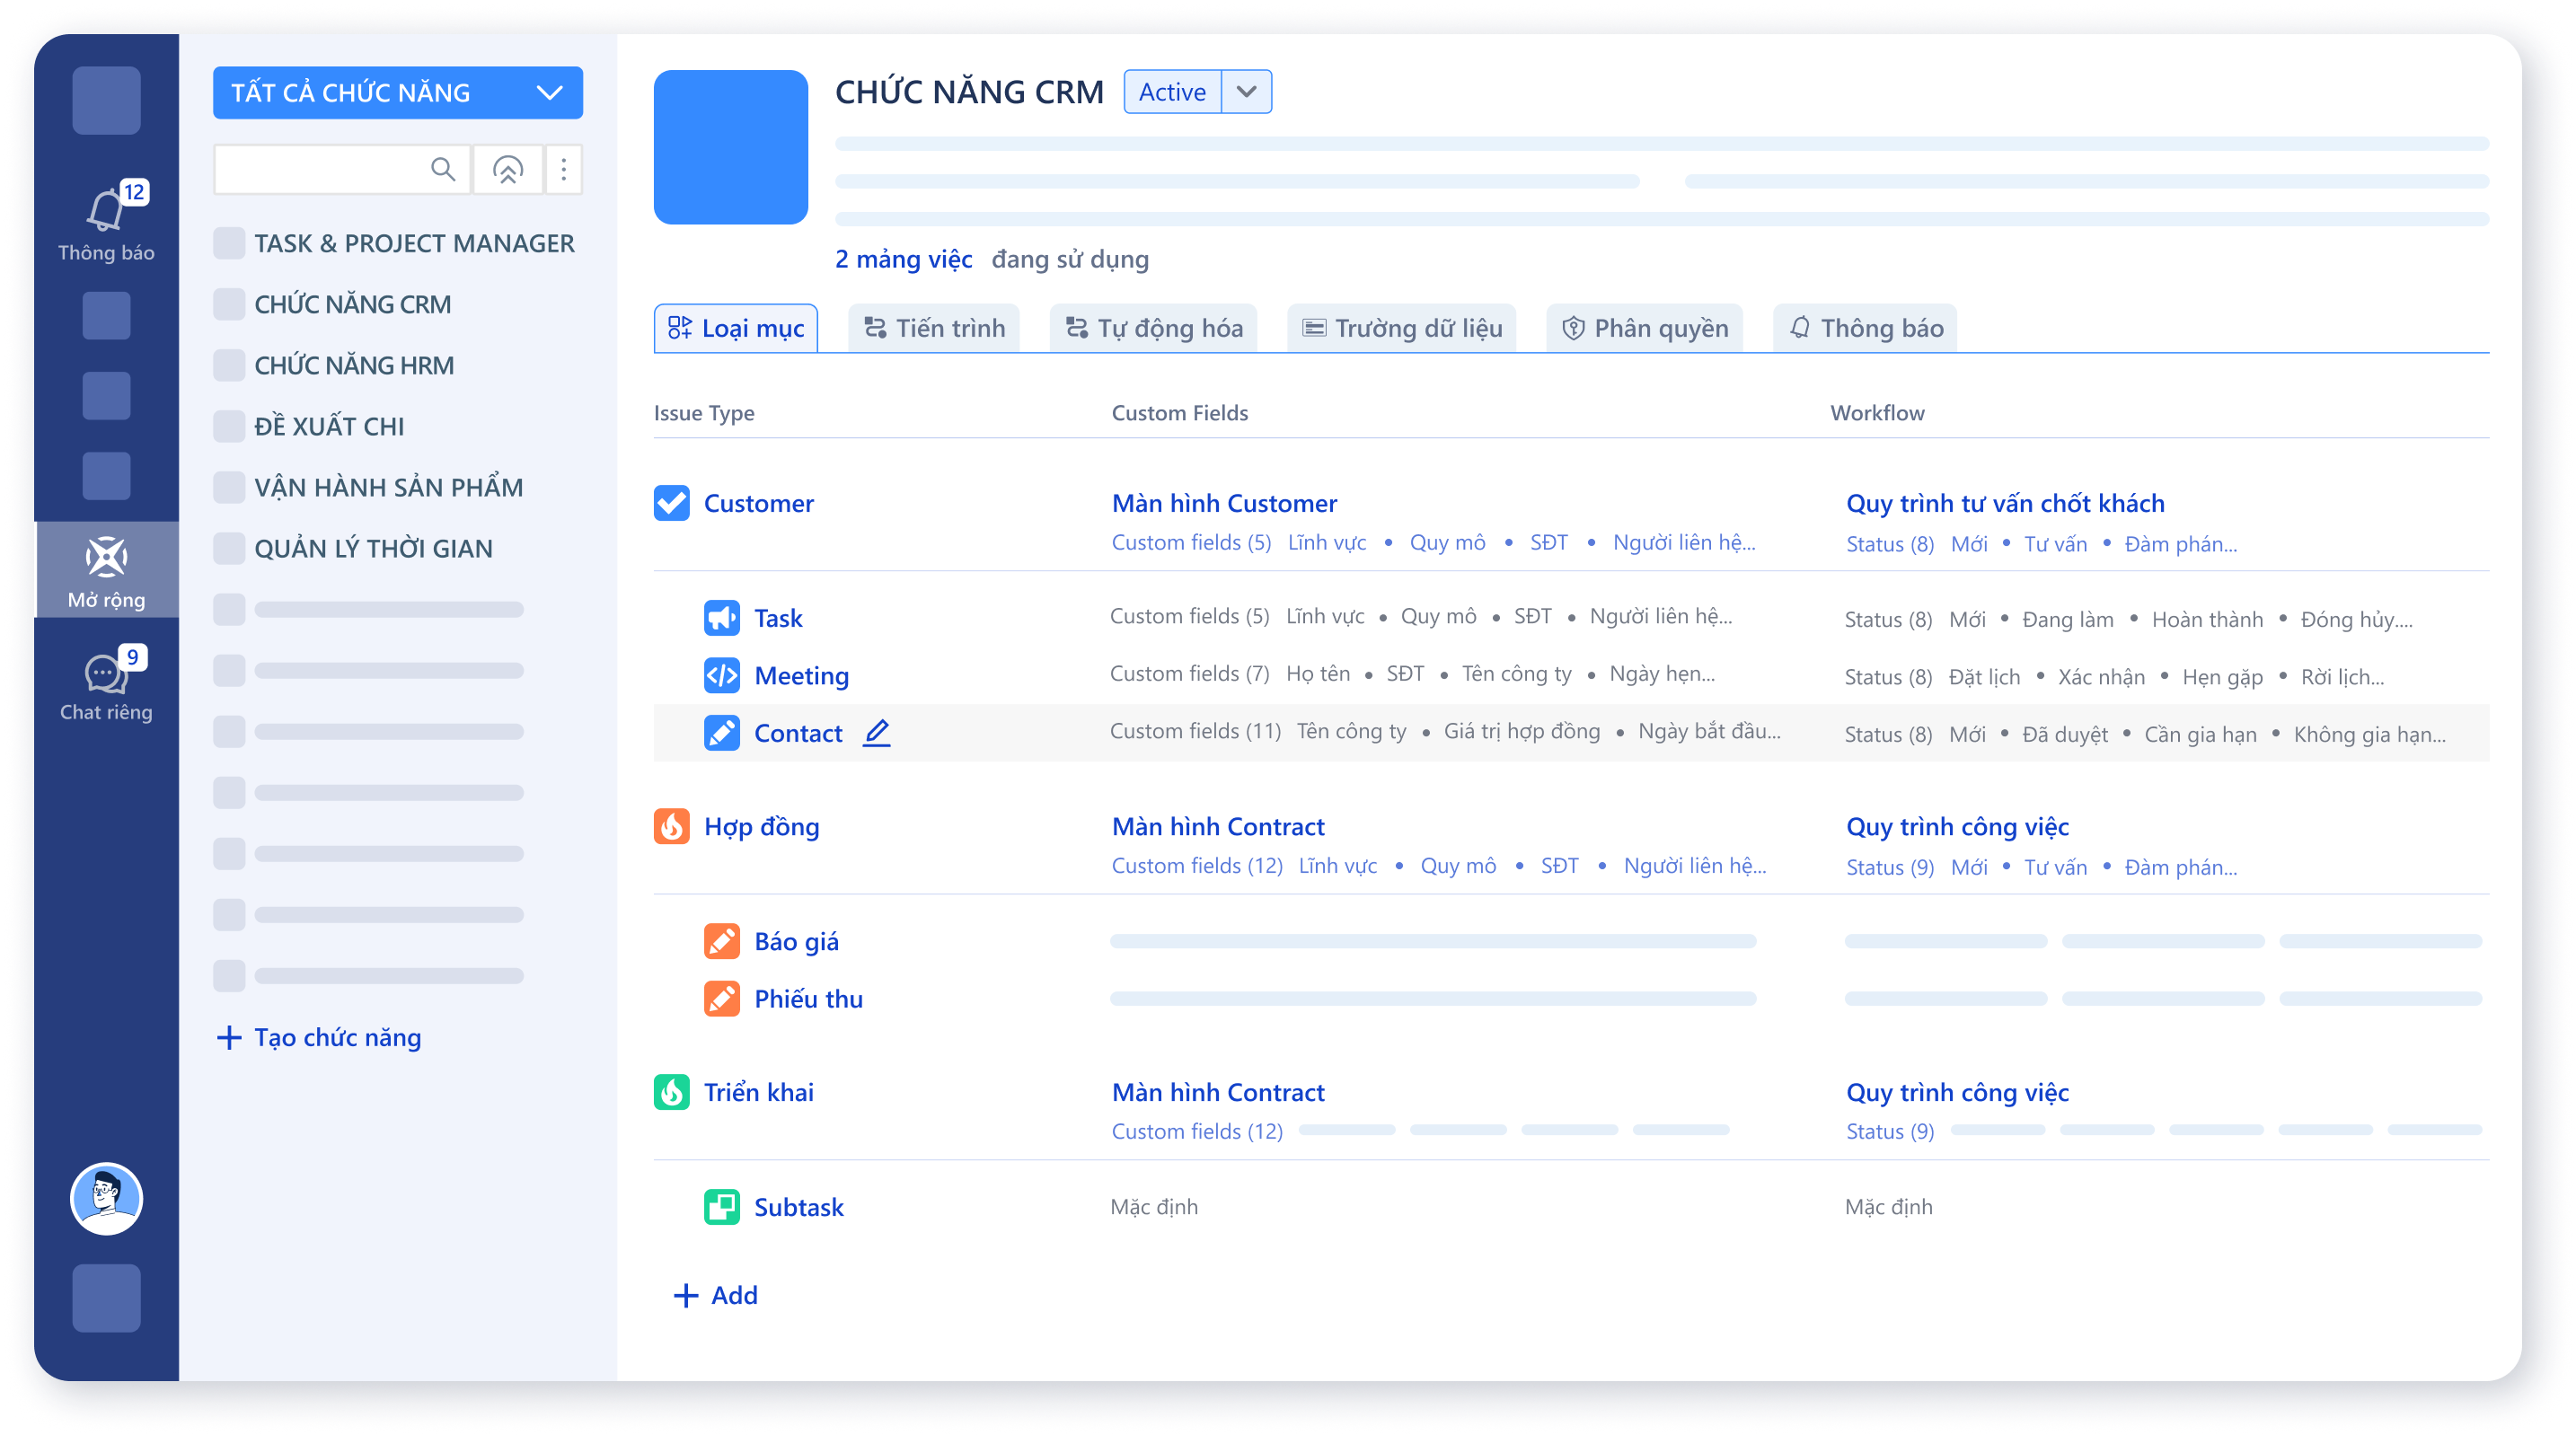 12
Thông báo
Mở rộng
9
Chat riêng
TẤT CẢ CHỨC NĂNG
TASK & PROJECT MANAGER
CHỨC NĂNG CRM
CHỨC NĂNG HRM
ĐỀ XUẤT CHI
VẬN HÀNH SẢN PHẨM
QUẢN LÝ THỜI GIAN
Tạo chức năng
CHỨC NĂNG CRM Active
2 mảng việc đang sử dụng
Loại mục Tiến trình Tự động hóa Trường dữ liệu Phân quyền Thông báo
Issue Type Custom Fields Workflow
Customer Màn hình Customer Quy trình tư vấn chốt khách
Custom fields (5) Lĩnh vực • Quy mô • SĐT • Người liên hệ... Status (8) Mới • Tư vấn • Đàm phán...
Task Custom fields (5) Lĩnh vực • Quy mô • SĐT • Người liên hệ... Status (8) Mới • Đang làm • Hoàn thành • Đóng hủy....
Meeting Custom fields (7) Họ tên • SĐT • Tên công ty • Ngày hẹn... Status (8) Đặt lịch • Xác nhận • Hẹn gặp • Rời lịch...
Contact Custom fields (11) Tên công ty • Giá trị hợp đồng • Ngày bắt đầu... Status (8) Mới • Đã duyệt • Cần gia hạn • Không gia hạn...
Hợp đồng Màn hình Contract Quy trình công việc
Custom fields (12) Lĩnh vực • Quy mô • SĐT • Người liên hệ... Status (9) Mới • Tư vấn • Đàm phán...
Báo giá
Phiếu thu
Triển khai Màn hình Contract Quy trình công việc
Custom fields (12) Status (9)
Subtask Mặc định Mặc định
Add